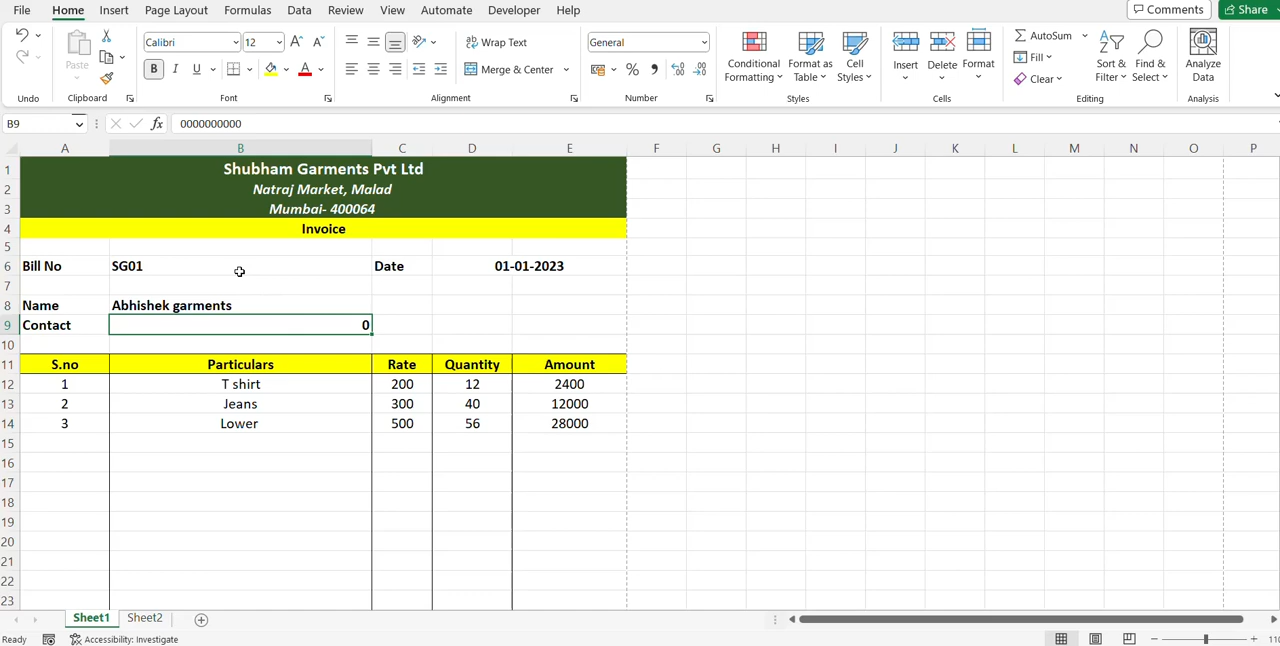 File Home Insert Page Layout Formulas Data Review View Automate Developer Help Comments Share
Undo
Paste
Clipboard
Calibri 12
B I U
Font
Wrap Text
Merge & Center
Alignment
General
Number
Conditional Formatting
Format as Table
Cell Styles
Styles
Insert
Delete
Format
Cells
AutoSum
Fill
Clear
Sort & Filter
Find & Select
Editing
Analyze Data
Analysis
B9 fx 0000000000
A B C D E F G H I J K L M N O P
1 Shubham Garments Pvt Ltd
2 Natraj Market, Malad
3 Mumbai- 400064
4 Invoice
5
6 Bill No SG01 Date 01-01-2023
7
8 Name Abhishek garments
9 Contact 0
10
11 S.no Particulars Rate Quantity Amount
12 1 T shirt 200 12 2400
13 2 Jeans 300 40 12000
14 3 Lower 500 56 28000
15
16
17
18
19
20
21
22
23
Sheet1 Sheet2
Ready Accessibility: Investigate